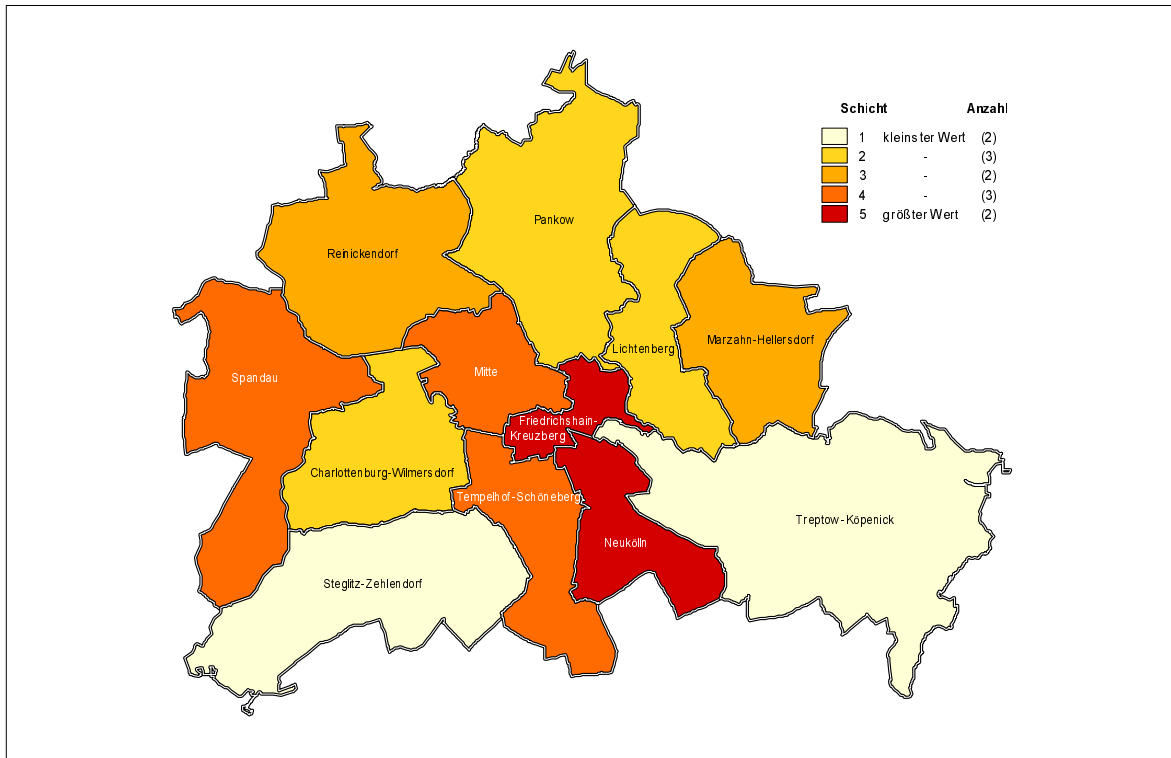 Schicht Anzahl
1 kleinster Wert (2)
2 - (3)
3 - (2)
4 - (3)
5 größter Wert (2)
Pankow
Reinickendorf
Marzahn-Hellersdorf
Lichtenberg
Mitte
Spandau
Friedrichshain-
Kreuzberg
Charlottenburg-Wilmersdorf
Tempelhof-Schöneberg
Treptow-Köpenick
Neukölln
Steglitz-Zehlendorf